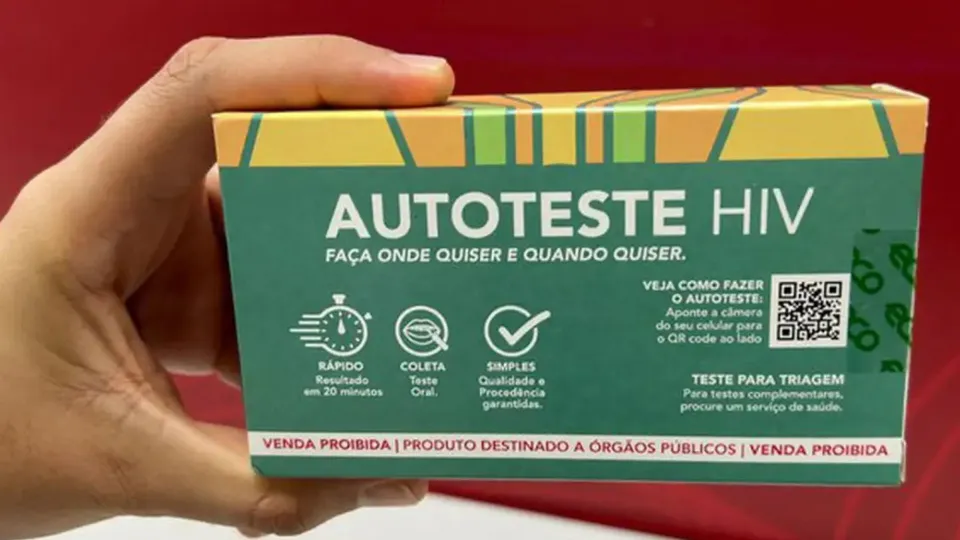 AUTOTESTE HIV
FAÇA ONDE QUISER E QUANDO QUISER.
VEJA COMO FAZER
O AUTOTESTE:
Aponte a câmera
do seu celular para
o QR code ao lado
RÁPIDO
Resultado
em 20 minutos
COLETA
Teste
Oral.
SIMPLES
Qualidade e
Procedência
garantidas.
TESTE PARA TRIAGEM
Para testes complementares,
procure um serviço de saúde.
VENDA PROIBIDA | PRODUTO DESTINADO A ÓRGÃOS PÚBLICOS | VENDA PROIBIDA